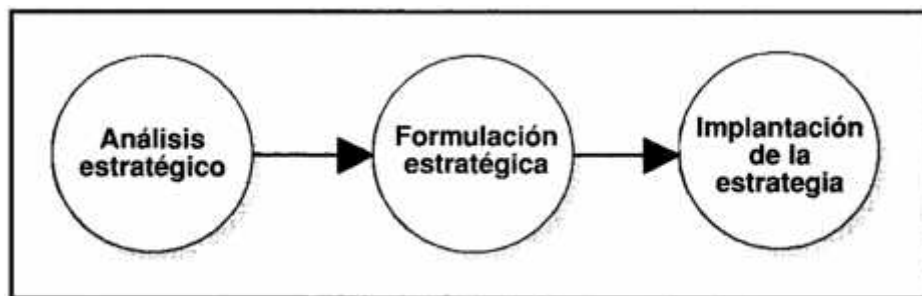 Análisis
estratégico
Formulación
estratégica
Implantación
de la
estrategia